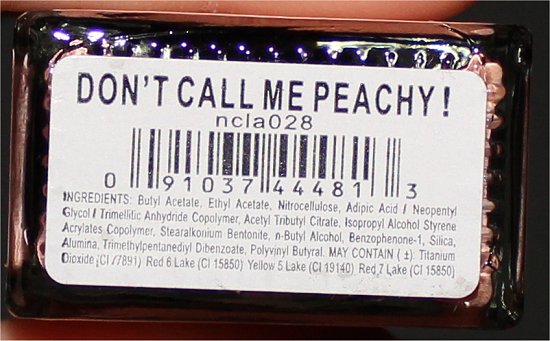 DON'T CALL ME PEACHY!
ncla028
0 91037 44481 3
INGREDIENTS: Butyl Acetate, Ethyl Acetate, Nitrocellulose, Adipic Acid / Neopentyl
Glycol / Trimellitic Anhydride Copolymer, Acetyl Tributyl Citrate, Isopropyl Alcohol Styrene
Acrylates Copolymer, Stearalkonium Bentonite, n-Butyl Alcohol, Benzophenone-1, Silica,
Alumina, Trimethylpentanediyl Dibenzoate, Polyvinyl Butyral. MAY CONTAIN (±) Titanium
Dioxide (CI 77891) Red 6 Lake (CI 15850) Yellow 5 Lake (CI 19140) Red 7 Lake (CI 15850)